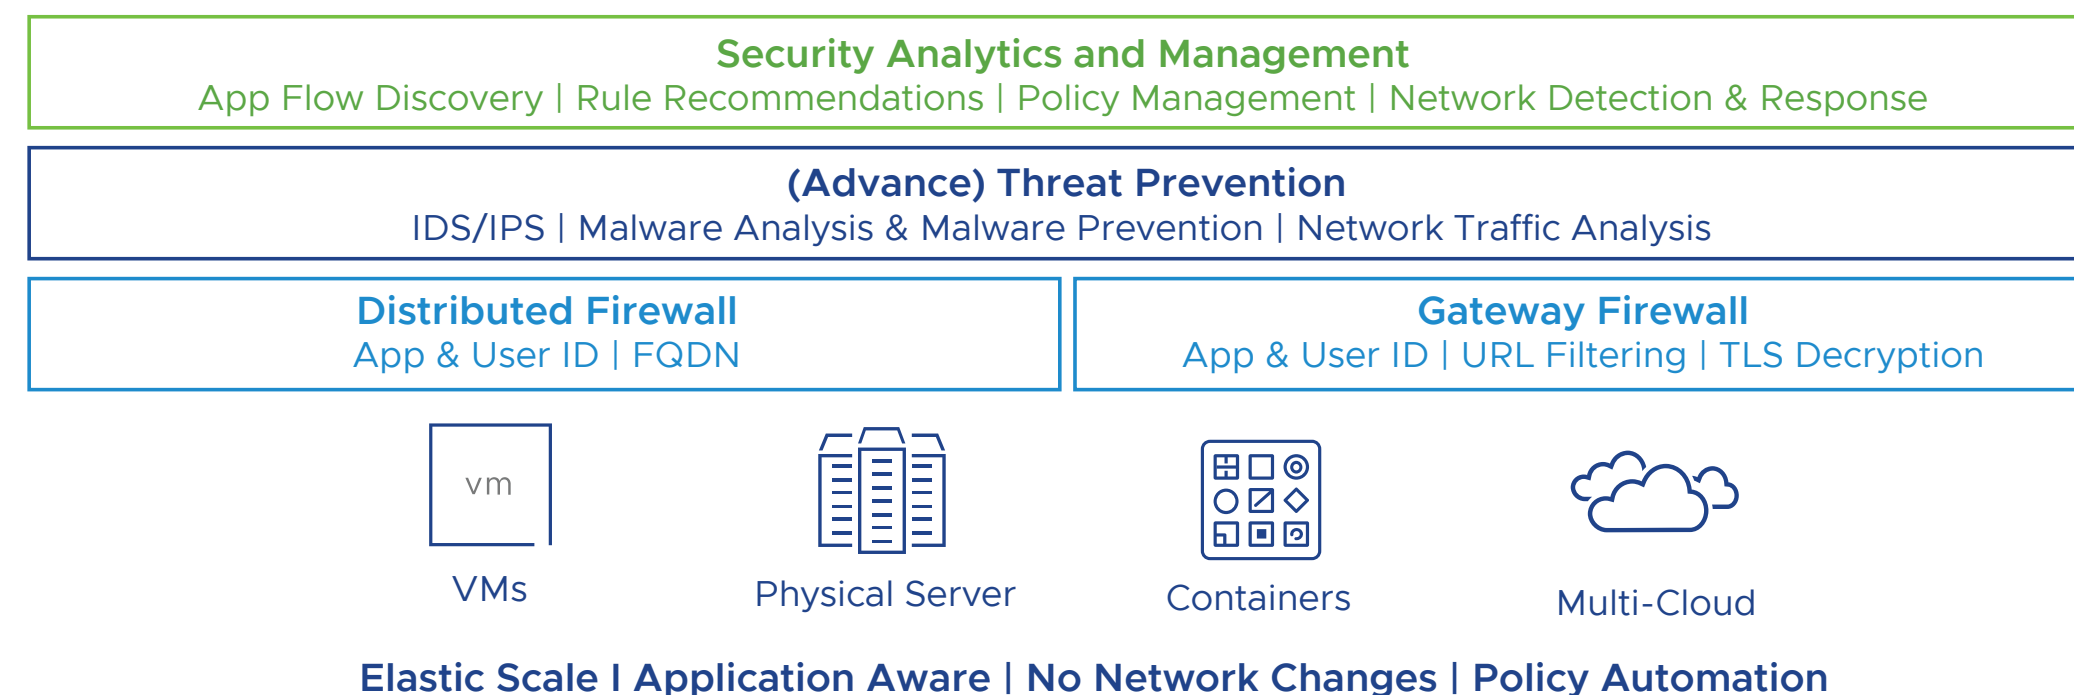 Security Analytics and Management
App Flow Discovery | Rule Recommendations | Policy Management | Network Detection & Response
(Advance) Threat Prevention
IDS/IPS | Malware Analysis & Malware Prevention | Network Traffic Analysis
Distributed Firewall
App & User ID | FQDN
Gateway Firewall
App & User ID | URL Filtering | TLS Decryption
vm
VMs
Physical Server
Containers
Multi-Cloud
Elastic Scale I Application Aware | No Network Changes | Policy Automation